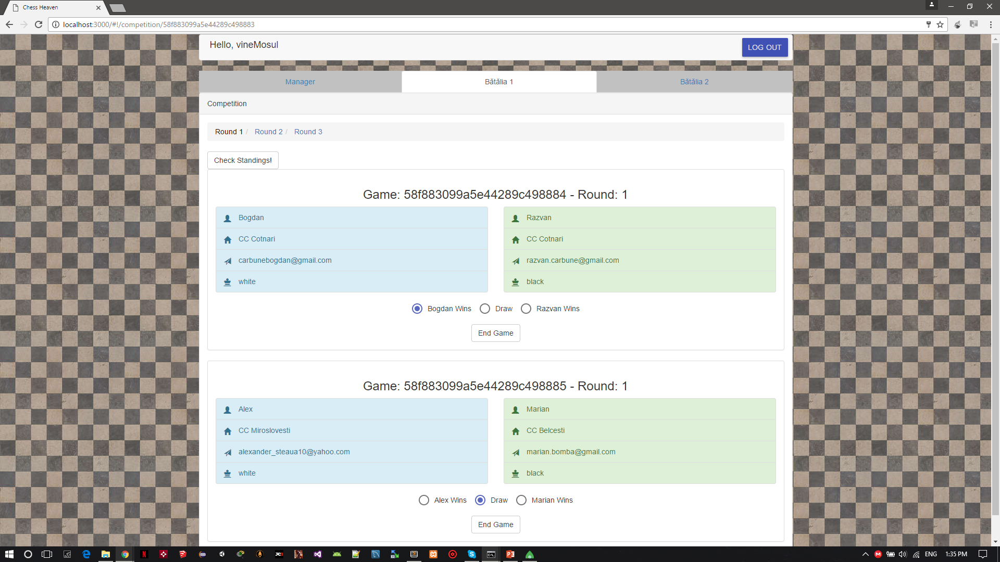 Chess Heaven
localhost:3000/#!/competition/58f883099a5e44289c498883
Hello, vineMosul
LOG OUT
Manager
Bătălia 1
Bătălia 2
Competition
Round 1 / Round 2 / Round 3
Check Standings!
Game: 58f883099a5e44289c498884 - Round: 1
Bogdan
CC Cotnari
carbunebogdan@gmail.com
white
Razvan
CC Cotnari
razvan.carbune@gmail.com
black
Bogdan Wins
Draw
Razvan Wins
End Game
Game: 58f883099a5e44289c498885 - Round: 1
Alex
CC Miroslovesti
alexander_steaua10@yahoo.com
white
Marian
CC Belcesti
marian.bomba@gmail.com
black
Alex Wins
Draw
Marian Wins
End Game
ENG
1:35 PM